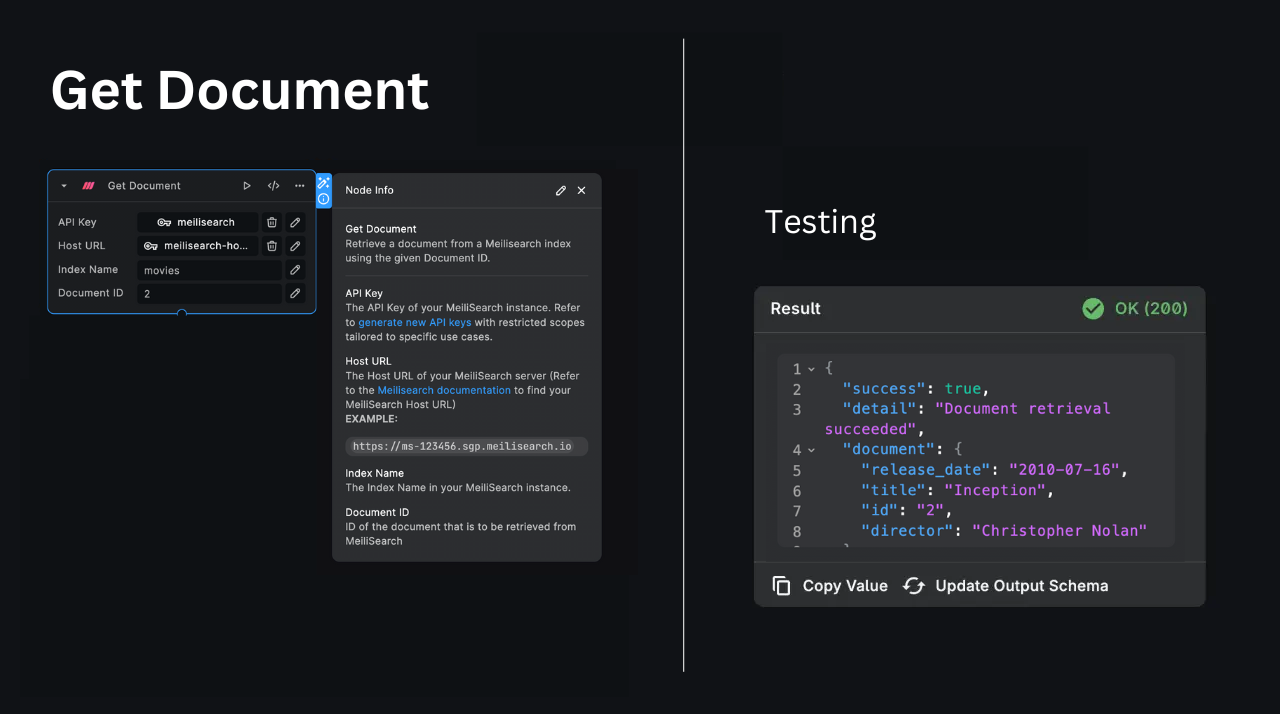 Get Document
Get Document
API Key
meilisearch
Host URL
meilisearch-ho...
Index Name
movies
Document ID
2
Node Info
Get Document
Retrieve a document from a Meilisearch index
using the given Document ID.
API Key
The API Key of your MeiliSearch instance. Refer
to generate new API keys with restricted scopes
tailored to specific use cases.
Host URL
The Host URL of your MeiliSearch server (Refer
to the Meilisearch documentation to find your
MeiliSearch Host URL)
EXAMPLE:
https://ms-123456.sgp.meilisearch.io
Index Name
The Index Name in your MeiliSearch instance.
Document ID
ID of the document that is to be retrieved from
MeiliSearch
Testing
Result
OK (200)
1 {
2 "success": true,
3 "detail": "Document retrieval
succeeded",
4 "document": {
5 "release_date": "2010-07-16",
6 "title": "Inception",
7 "id": "2",
8 "director": "Christopher Nolan"
Copy Value
Update Output Schema